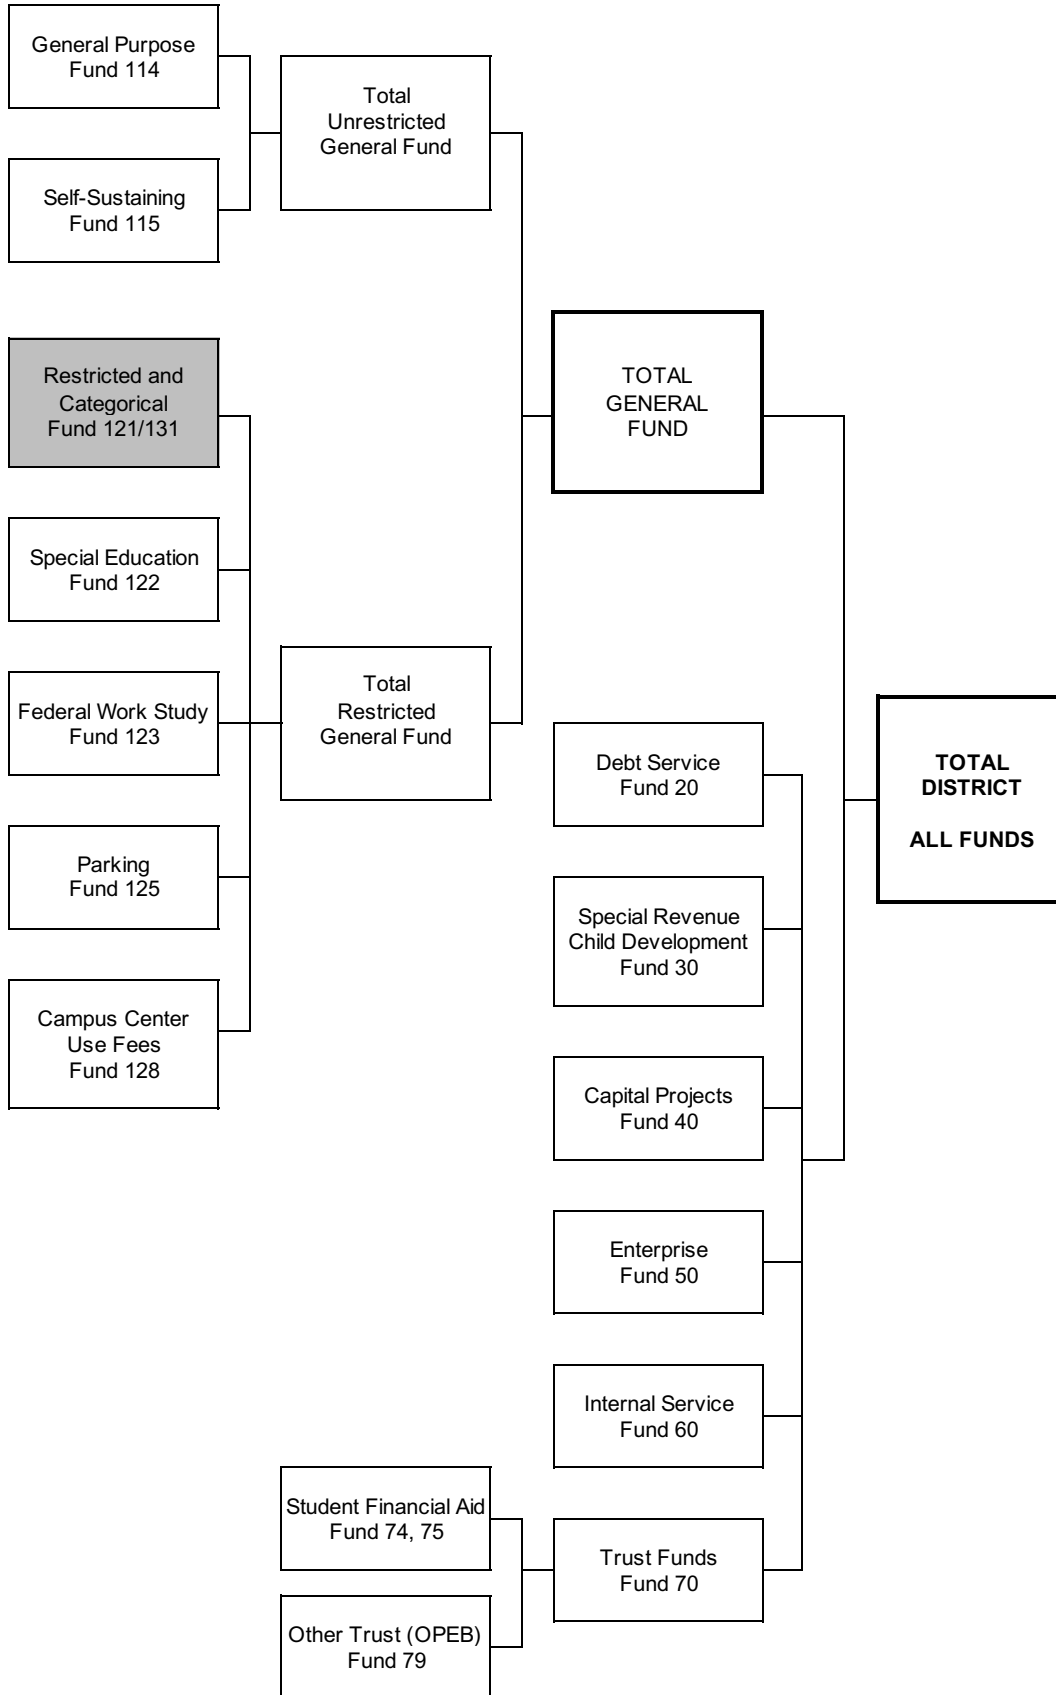 General Purpose
Fund 114
Total
Unrestricted
General Fund
Self-Sustaining
Fund 115
Restricted and
Categorical
Fund 121/131
TOTAL
GENERAL
FUND
Special Education
Fund 122
Federal Work Study
Fund 123
Total
Restricted
General Fund
Debt Service
Fund 20
TOTAL
DISTRICT
ALL FUNDS
Parking
Fund 125
Special Revenue
Child Development
Fund 30
Campus Center
Use Fees
Fund 128
Capital Projects
Fund 40
Enterprise
Fund 50
Internal Service
Fund 60
Student Financial Aid
Fund 74, 75
Trust Funds
Fund 70
Other Trust (OPEB)
Fund 79